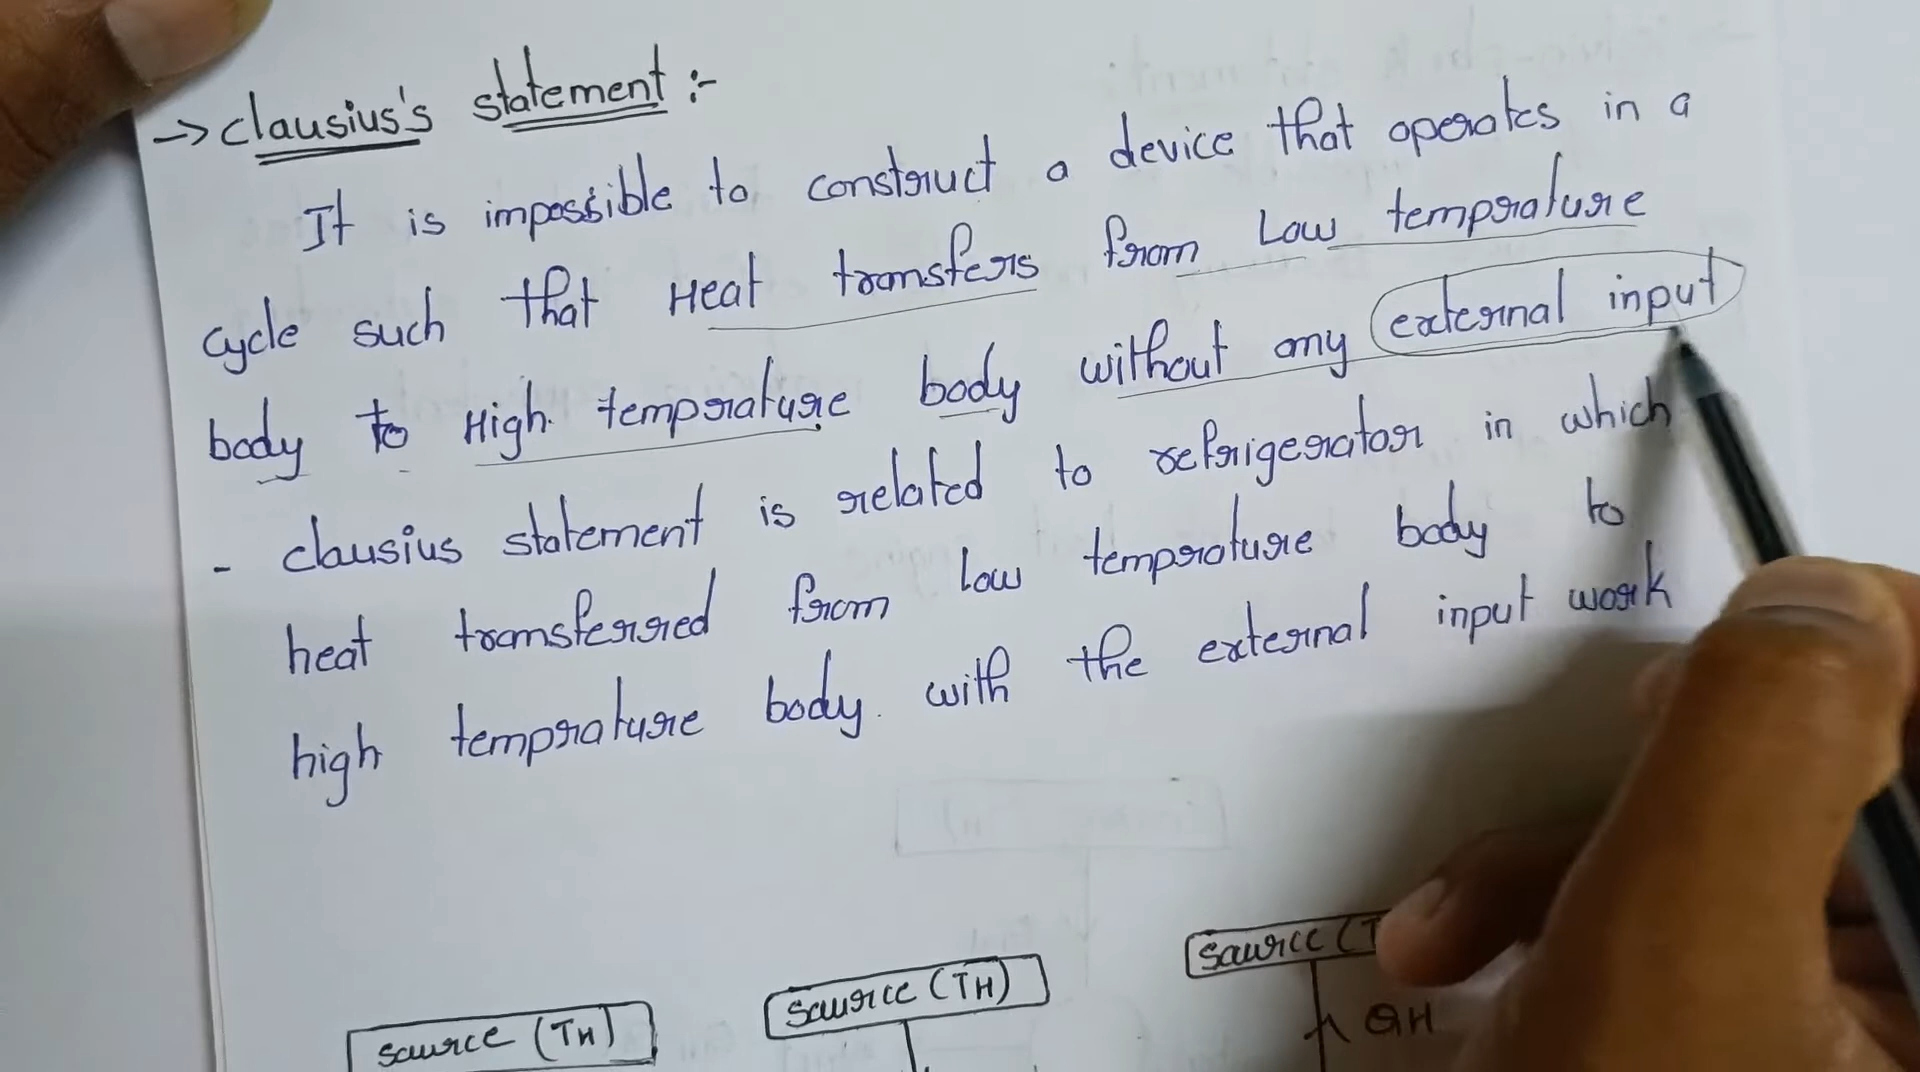 → clausius's statement :-
It is impossible to construct a device that operates in a
cycle such that Heat transfers from Low temprature
body to High temprature body without any external input
- clausius statement is related to refrigerator in which
heat transferred from low temprature body to
high temprature body. with the external input work
source (TH)
source (TH)
source (T
QH